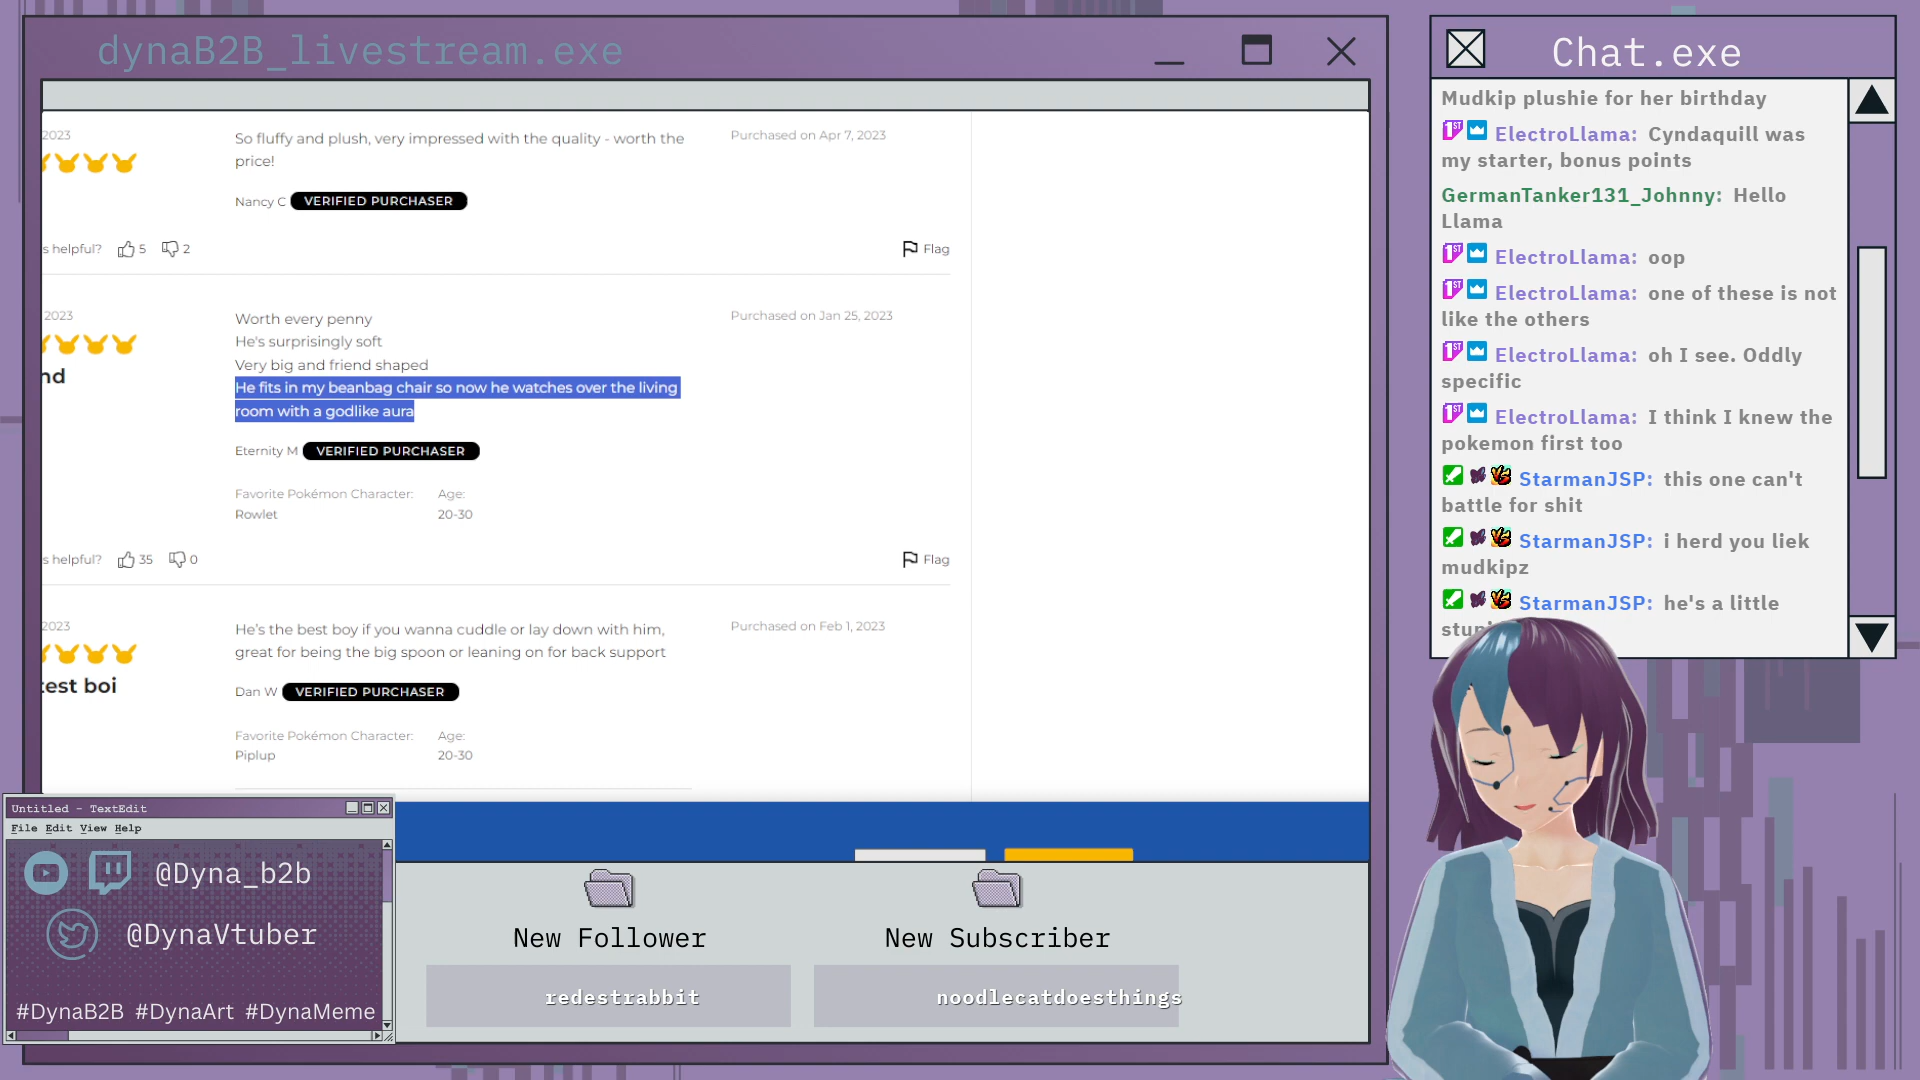 dynaB2B_livestream.exe
2023
So fluffy and plush, very impressed with the quality - worth the
price!
Purchased on Apr 7, 2023
Nancy C VERIFIED PURCHASER
s helpful? 5 2
Flag
2023
nd
Worth every penny
He's surprisingly soft
Very big and friend shaped
He fits in my beanbag chair so now he watches over the living
room with a godlike aura
Purchased on Jan 25, 2023
Eternity M VERIFIED PURCHASER
Favorite Pokémon Character: Age:
Rowlet 20-30
s helpful? 35 0
Flag
2023
test boi
He's the best boy if you wanna cuddle or lay down with him,
great for being the big spoon or leaning on for back support
Purchased on Feb 1, 2023
Dan W VERIFIED PURCHASER
Favorite Pokémon Character: Age:
Piplup 20-30
Untitled - TextEdit
File Edit View Help
@Dyna_b2b
@DynaVtuber
#DynaB2B #DynaArt #DynaMeme
New Follower
redestrabbit
New Subscriber
noodlecatdoesthings
Chat.exe
Mudkip plushie for her birthday
ElectroLlama: Cyndaquill was
my starter, bonus points
GermanTanker131_Johnny: Hello
Llama
ElectroLlama: oop
ElectroLlama: one of these is not
like the others
ElectroLlama: oh I see. Oddly
specific
ElectroLlama: I think I knew the
pokemon first too
StarmanJSP: this one can't
battle for shit
StarmanJSP: i herd you liek
mudkipz
StarmanJSP: he's a little